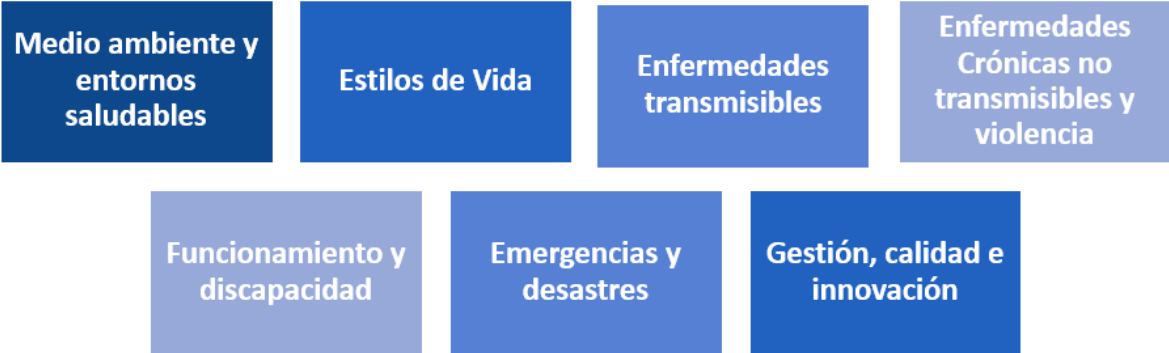 Medio ambiente y
entornos
saludables
Estilos de Vida
Enfermedades
transmisibles
Enfermedades
Crónicas no
transmisibles y
violencia
Funcionamiento y
discapacidad
Emergencias y
desastres
Gestión, calidad e
innovación